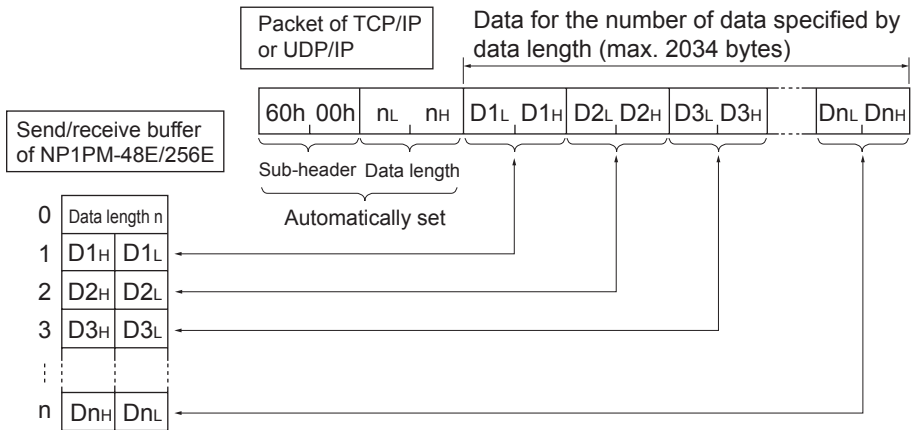 Packet of TCP/IP
or UDP/IP
Data for the number of data specified by
data length (max. 2034 bytes)
60h 00h nL nH D1L D1H D2L D2H D3L D3H DnL DnH
Send/receive buffer
of NP1PM-48E/256E
Sub-header Data length
Automatically set
0 Data length n
1 D1H D1L
2 D2H D2L
3 D3H D3L
n DnH DnL